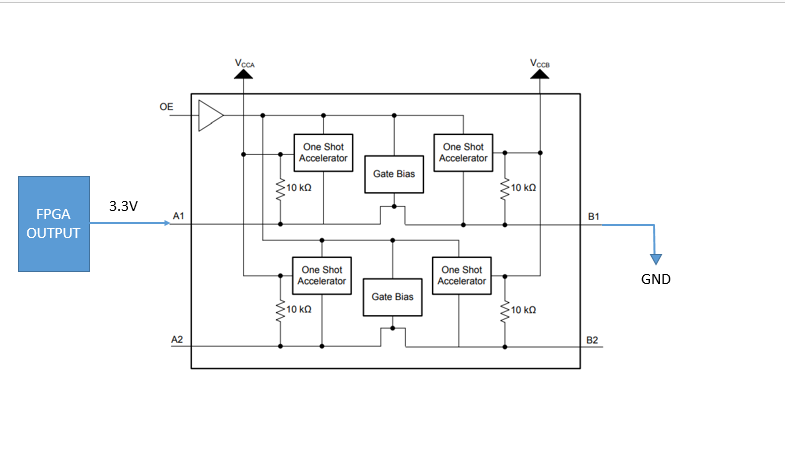 VCCA
VCCB
OE
One Shot
Accelerator
One Shot
Accelerator
Gate Bias
10 kΩ
10 kΩ
3.3V
FPGA
OUTPUT
A1
B1
One Shot
Accelerator
One Shot
Accelerator
GND
Gate Bias
10 kΩ
10 kΩ
A2
B2